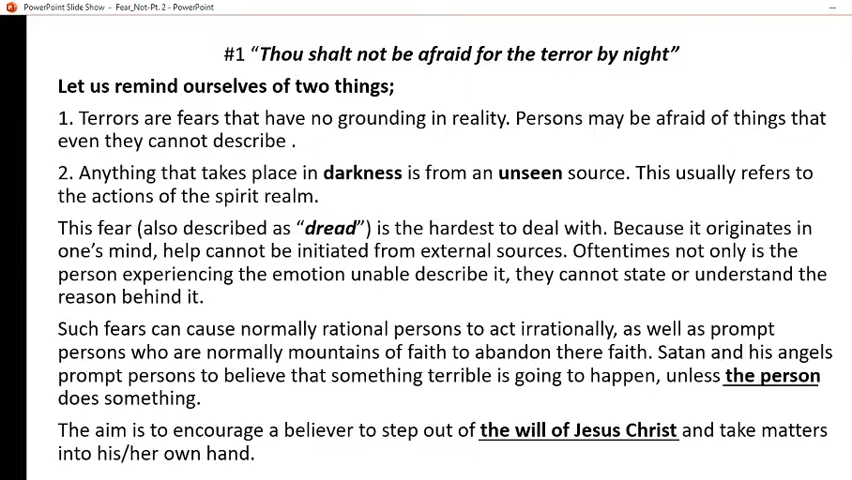 PowerPoint Slide Show - Fear_Not-Pt. 2 - PowerPoint
#1 “Thou shalt not be afraid for the terror by night”
Let us remind ourselves of two things;
1. Terrors are fears that have no grounding in reality. Persons may be afraid of things that
even they cannot describe .
2. Anything that takes place in darkness is from an unseen source. This usually refers to
the actions of the spirit realm.
This fear (also described as “dread”) is the hardest to deal with. Because it originates in
one’s mind, help cannot be initiated from external sources. Oftentimes not only is the
person experiencing the emotion unable describe it, they cannot state or understand the
reason behind it.
Such fears can cause normally rational persons to act irrationally, as well as prompt
persons who are normally mountains of faith to abandon there faith. Satan and his angels
prompt persons to believe that something terrible is going to happen, unless the person
does something.
The aim is to encourage a believer to step out of the will of Jesus Christ and take matters
into his/her own hand.